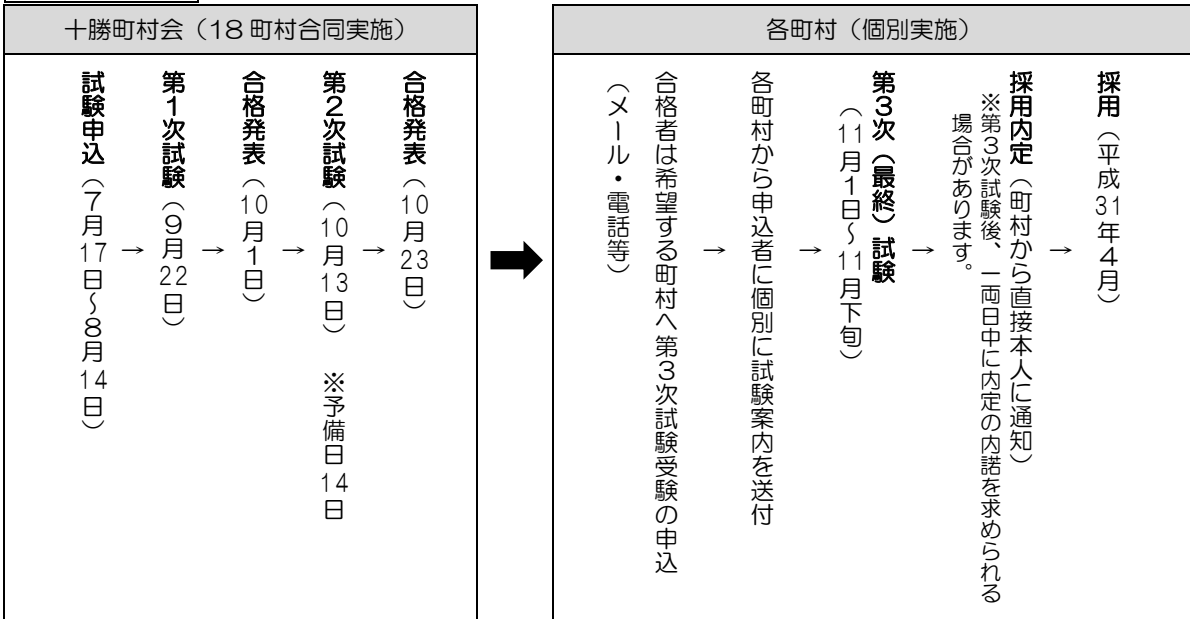 十勝町村会（18町村合同実施）
試験申込（7月17日～8月14日）
→
第1次試験（9月22日）
→
合格発表（10月1日）
→
第2次試験（10月13日） ※予備日14日
→
合格発表（10月23日）
各町村（個別実施）
合格者は希望する町村へ第3次試験受験の申込
（メール・電話等）
→
各町村から申込者に個別に試験案内を送付
→
第3次（最終）試験
（11月1日～11月下旬）
→
採用内定（町村から直接本人に通知）
※第3次試験後、一両日中に内定の内諾を求められる
場合があります。
→
採用（平成31年4月）